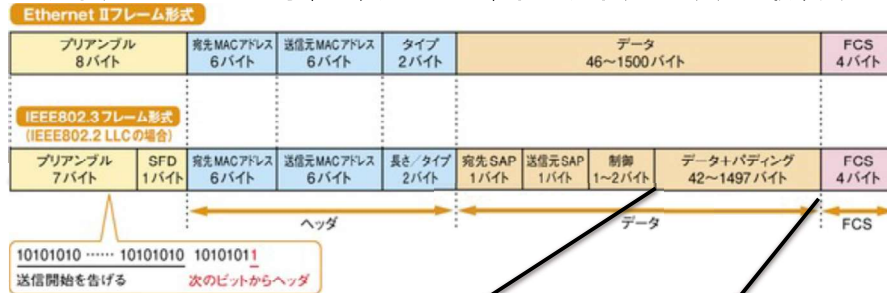 Ethernet Ⅱフレーム形式
プリアンブル
8バイト
宛先MACアドレス
6バイト
送信元MACアドレス
6バイト
タイプ
2バイト
データ
46～1500バイト
FCS
4バイト
IEEE802.3フレーム形式
(IEEE802.2 LLCの場合)
プリアンブル
7バイト
SFD
1バイト
宛先MACアドレス
6バイト
送信元MACアドレス
6バイト
長さ/タイプ
2バイト
宛先SAP
1バイト
送信元SAP
1バイト
制御
1～2バイト
データ+パディング
42～1497バイト
FCS
4バイト
ヘッダ
データ
FCS
10101010 …… 10101010 10101011
送信開始を告げる
次のビットからヘッダ